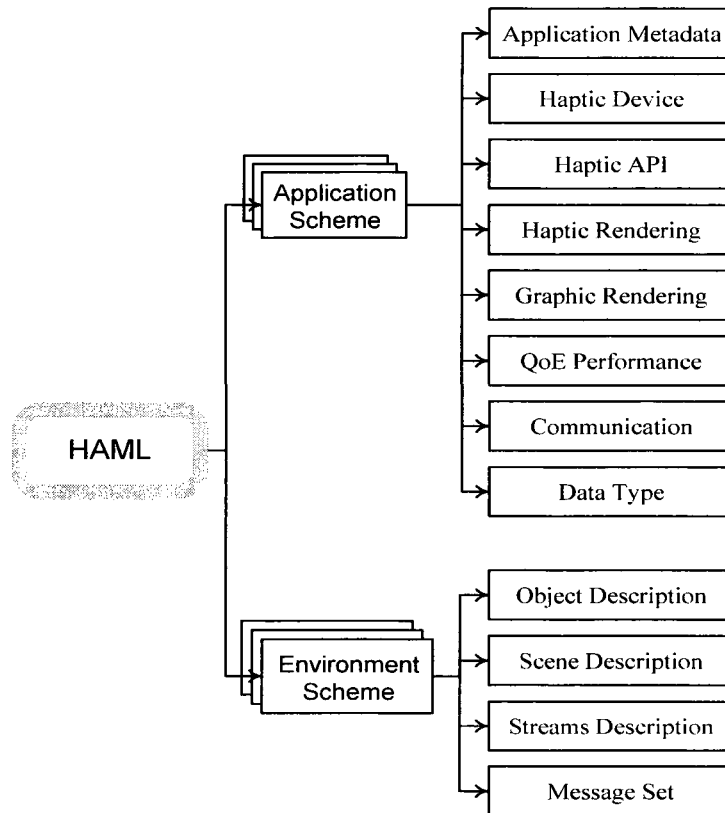 HAML
Application
Scheme
Application Metadata
Haptic Device
Haptic API
Haptic Rendering
Graphic Rendering
QoE Performance
Communication
Data Type
Environment
Scheme
Object Description
Scene Description
Streams Description
Message Set